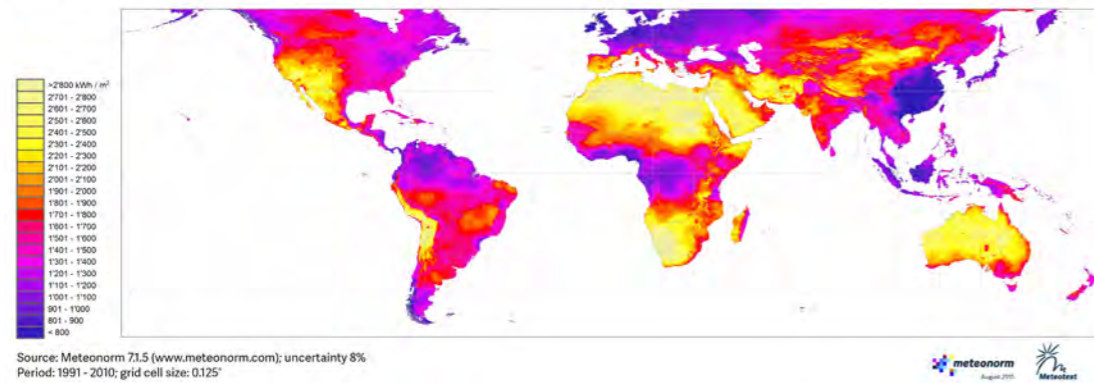 >2'800 kWh / m²
2'701 - 2'800
2'601 - 2'700
2'501 - 2'600
2'401 - 2'500
2'301 - 2'400
2'201 - 2'300
2'101 - 2'200
2'001 - 2'100
1'901 - 2'000
1'801 - 1'900
1'701 - 1'800
1'601 - 1'700
1'501 - 1'600
1'401 - 1'500
1'301 - 1'400
1'201 - 1'300
1'101 - 1'200
1'001 - 1'100
901 - 1'000
801 - 900
< 800
Source: Meteonorm 7.1.5 (www.meteonorm.com); uncertainty 8%
Period: 1991 - 2010; grid cell size: 0.125°
meteonorm
Meteotest